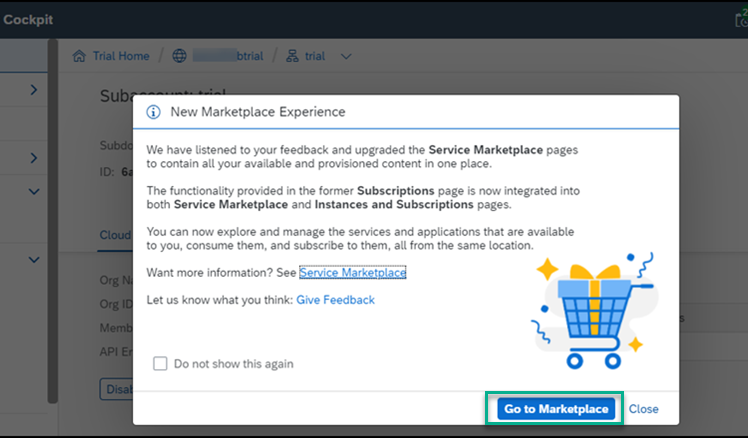 Cockpit
Trial Home / btrial / trial
Subaccount: trial
New Marketplace Experience
We have listened to your feedback and upgraded the Service Marketplace pages
to contain all your available and provisioned content in one place.
The functionality provided in the former Subscriptions page is now integrated into
both Service Marketplace and Instances and Subscriptions pages.
You can now explore and manage the services and applications that are available
to you, consume them, and subscribe to them, all from the same location.
Want more information? See Service Marketplace
Let us know what you think: Give Feedback
Do not show this again
Go to Marketplace Close
Subdo
ID: 6a
Cloud
Org Na
Org ID
Memb
API En
Disab
s